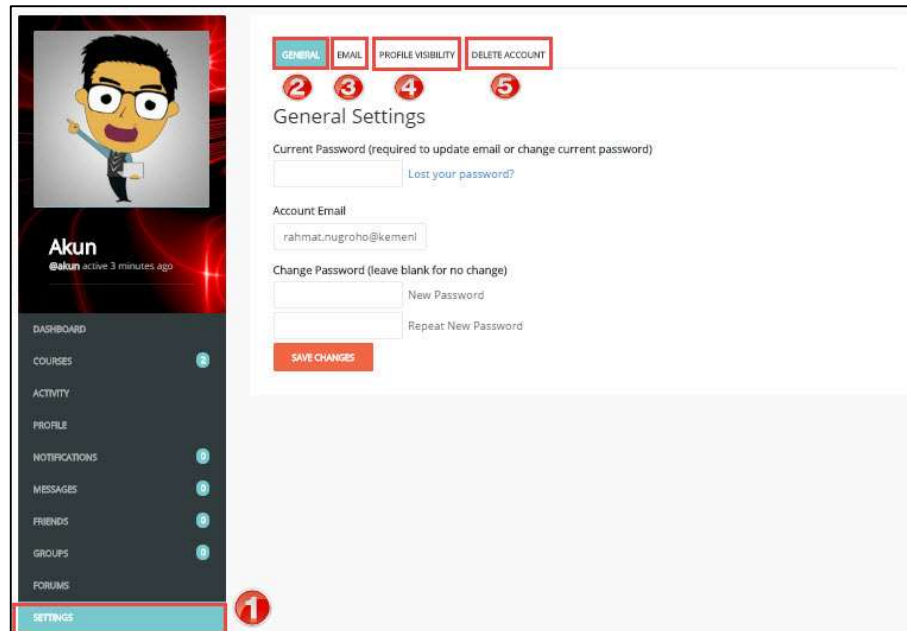 GENERAL EMAIL PROFILE VISIBILITY DELETE ACCOUNT
2 3 4 5
General Settings
Current Password (required to update email or change current password)
Lost your password?
Account Email
rahmat.nugroho@kemenl
Change Password (leave blank for no change)
New Password
Repeat New Password
SAVE CHANGES
Akun
@akun active 3 minutes ago
DASHBOARD
COURSES 2
ACTIVITY
PROFILE
NOTIFICATIONS 0
MESSAGES 0
FRIENDS 0
GROUPS 0
FORUMS
SETTINGS 1